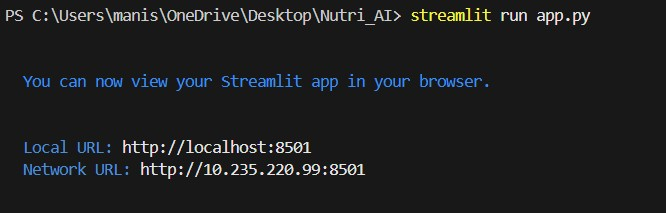 PS C:\Users\manis\OneDrive\Desktop\Nutri_AI> streamlit run app.py
You can now view your Streamlit app in your browser.
Local URL: http://localhost:8501
Network URL: http://10.235.220.99:8501